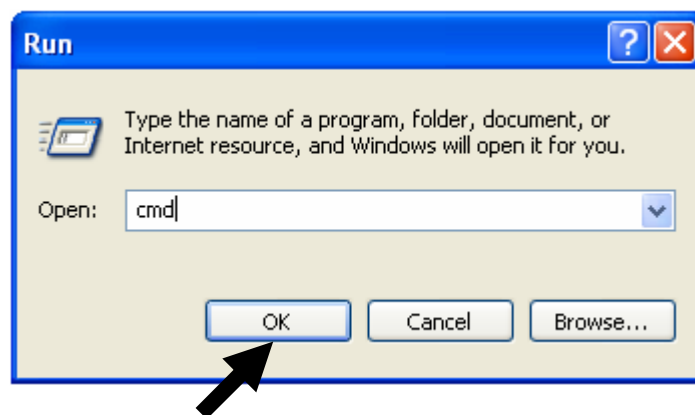 Run
Type the name of a program, folder, document, or
Internet resource, and Windows will open it for you.
Open: cmd
OK Cancel Browse...